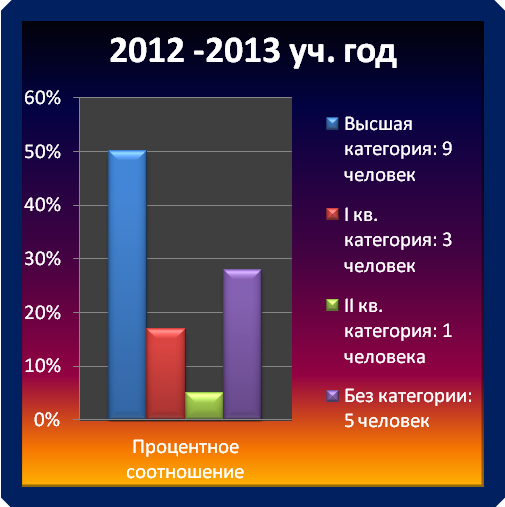 2012 -2013 уч. год
60%
50%
40%
30%
20%
10%
0%
Процентное
соотношение
Высшая
категория: 9
человек
I кв.
категория: 3
человек
II кв.
категория: 1
человека
Без категории:
5 человек